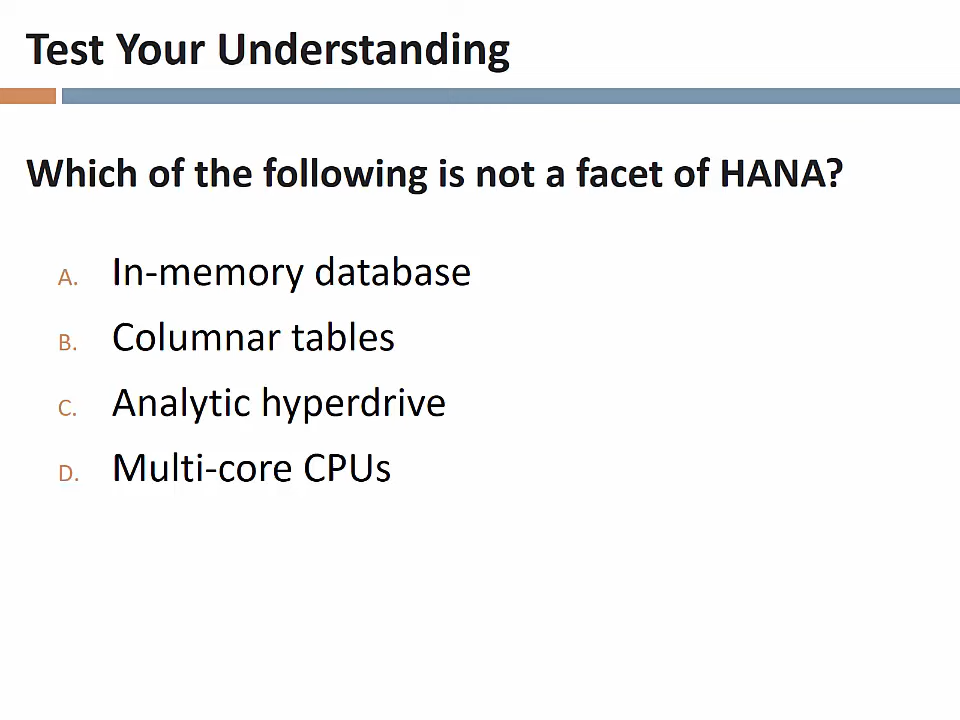 Test Your Understanding
Which of the following is not a facet of HANA?
A. In-memory database
B. Columnar tables
C. Analytic hyperdrive
D. Multi-core CPUs